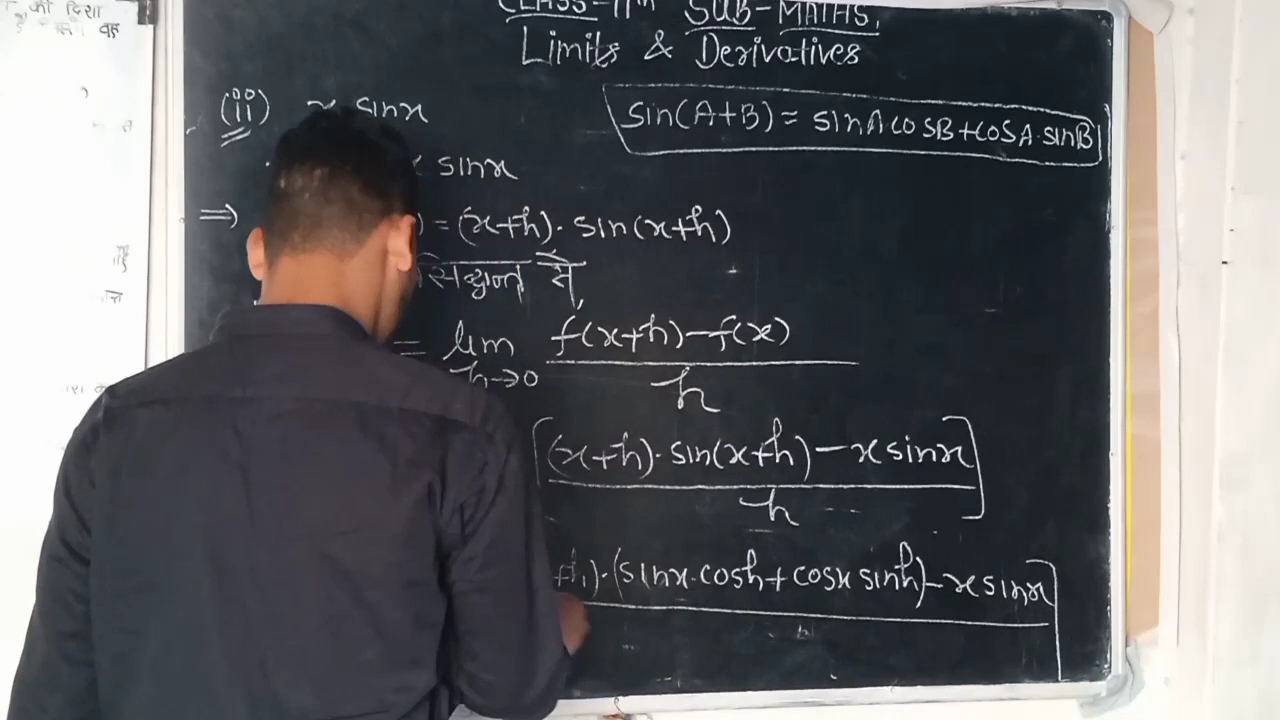 CLASS-11th SUB-MATHS,
Limits & Derivatives
(ii) x sinx
sin(A+B) = sinA cosB + cosA·sinB
sinx
⇒ ) = (x+h)· sin(x+h)
से,
= lim f(x+h)-f(x)
h→0 h
[(x+h)· sin(x+h) - x sinx]
h
+h)·(sinx·cosh + cosx sinh) - x sinx]
की दिशा
वह